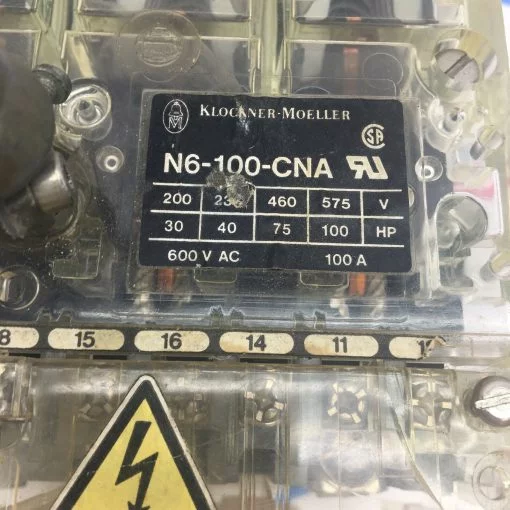 KLOCKNER-MOELLER
N6-100-CNA
200 460 575 V
30 40 75 100 HP
600 V AC 100 A
8 15 16 14 11